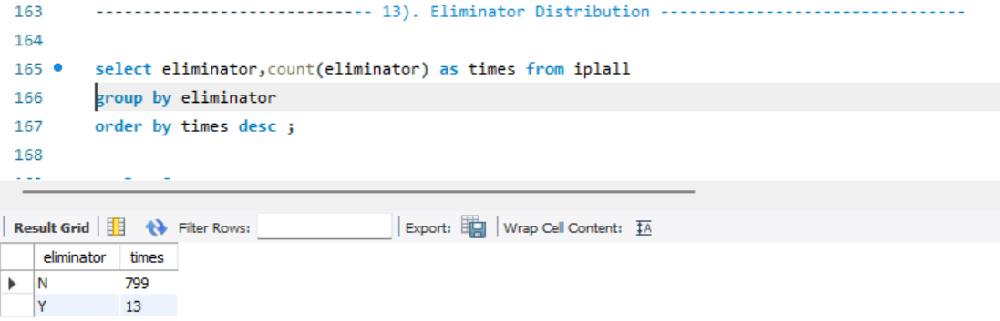 163 ----------------------------- 13). Eliminator Distribution --------------------------------
164
165 select eliminator,count(eliminator) as times from iplall
166 group by eliminator
167 order by times desc ;
168
Result Grid Filter Rows: Export: Wrap Cell Content:
eliminator times
N 799
Y 13